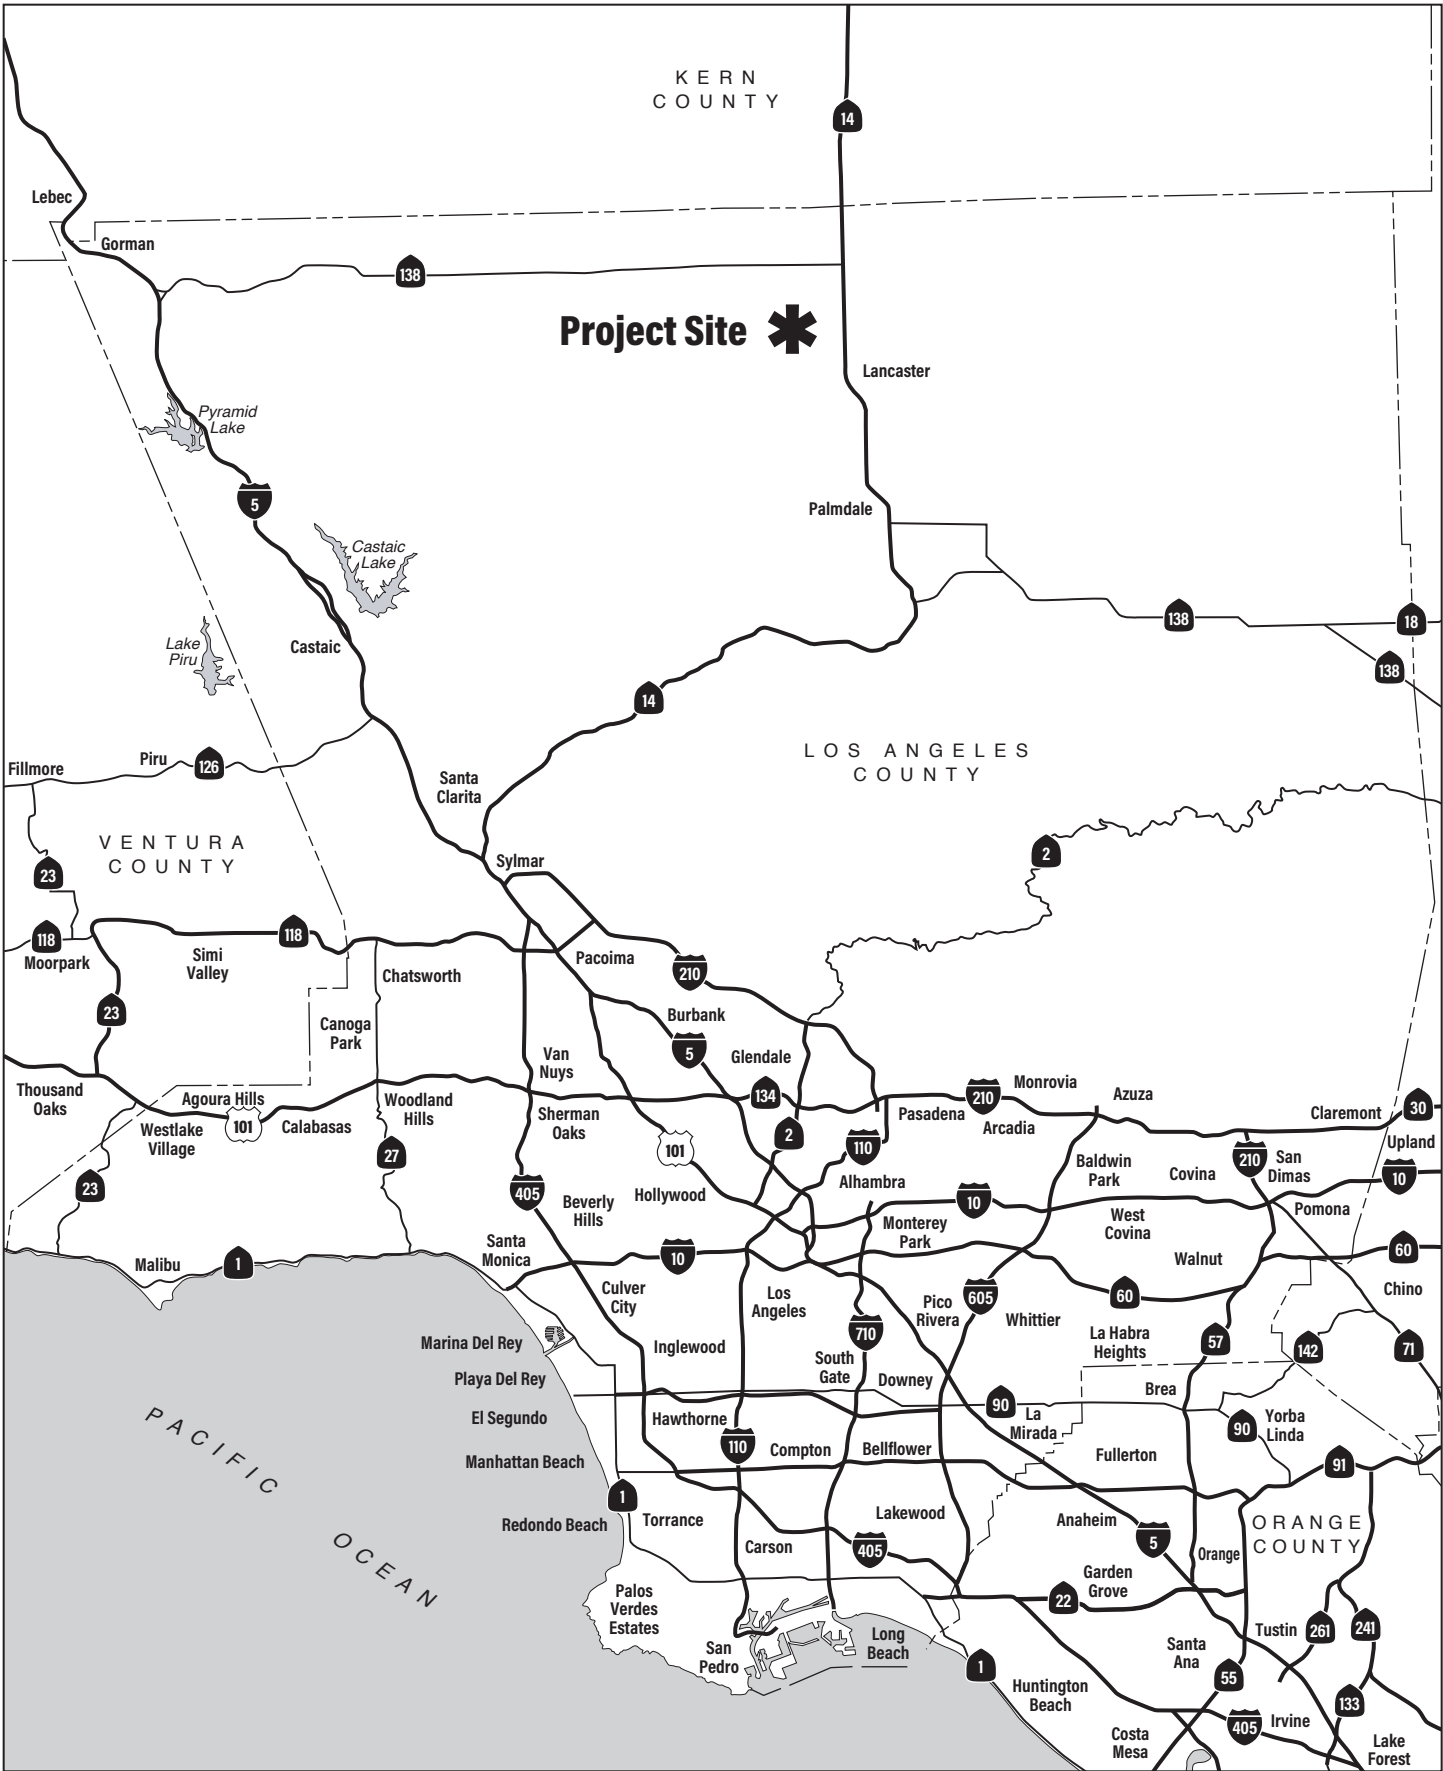 KERN
COUNTY
14
Lebec
Gorman
138
Project Site
Lancaster
Pyramid
Lake
5
Palmdale
Castaic
Lake
138
18
Lake
Piru
Castaic
138
14
LOS ANGELES
COUNTY
Piru
126
Fillmore
Santa
Clarita
VENTURA
COUNTY
2
Sylmar
23
118
118
Moorpark
Simi
Valley
Chatsworth
Pacoima
210
23
Canoga
Park
Burbank
5
Van
Nuys
Glendale
Thousand
Oaks
Agoura Hills
101
Westlake
Village
Calabasas
Woodland
Hills
Sherman
Oaks
134
2
101
110
Pasadena
210
Monrovia
Arcadia
Azuza
Claremont
30
Upland
27
23
405
Beverly
Hills
Hollywood
Alhambra
Baldwin
Park
Covina
210
San
Dimas
10
10
Monterey
Park
West
Covina
Pomona
Malibu
1
Santa
Monica
10
Walnut
60
Culver
City
Los
Angeles
Pico
Rivera
605
Whittier
60
Chino
Marina Del Rey
Inglewood
710
South
Gate
La Habra
Heights
57
142
71
Playa Del Rey
Downey
Brea
PACIFIC
OCEAN
El Segundo
Hawthorne
90
La
Mirada
90
Yorba
Linda
Manhattan Beach
110
Compton
Bellflower
Fullerton
91
1
Redondo Beach
Torrance
Lakewood
Anaheim
5
ORANGE
COUNTY
Carson
405
Orange
Palos
Verdes
Estates
22
Garden
Grove
San
Pedro
Long
Beach
1
Santa
Ana
Tustin
261
241
55
Huntington
Beach
133
Costa
Mesa
405
Irvine
Lake
Forest